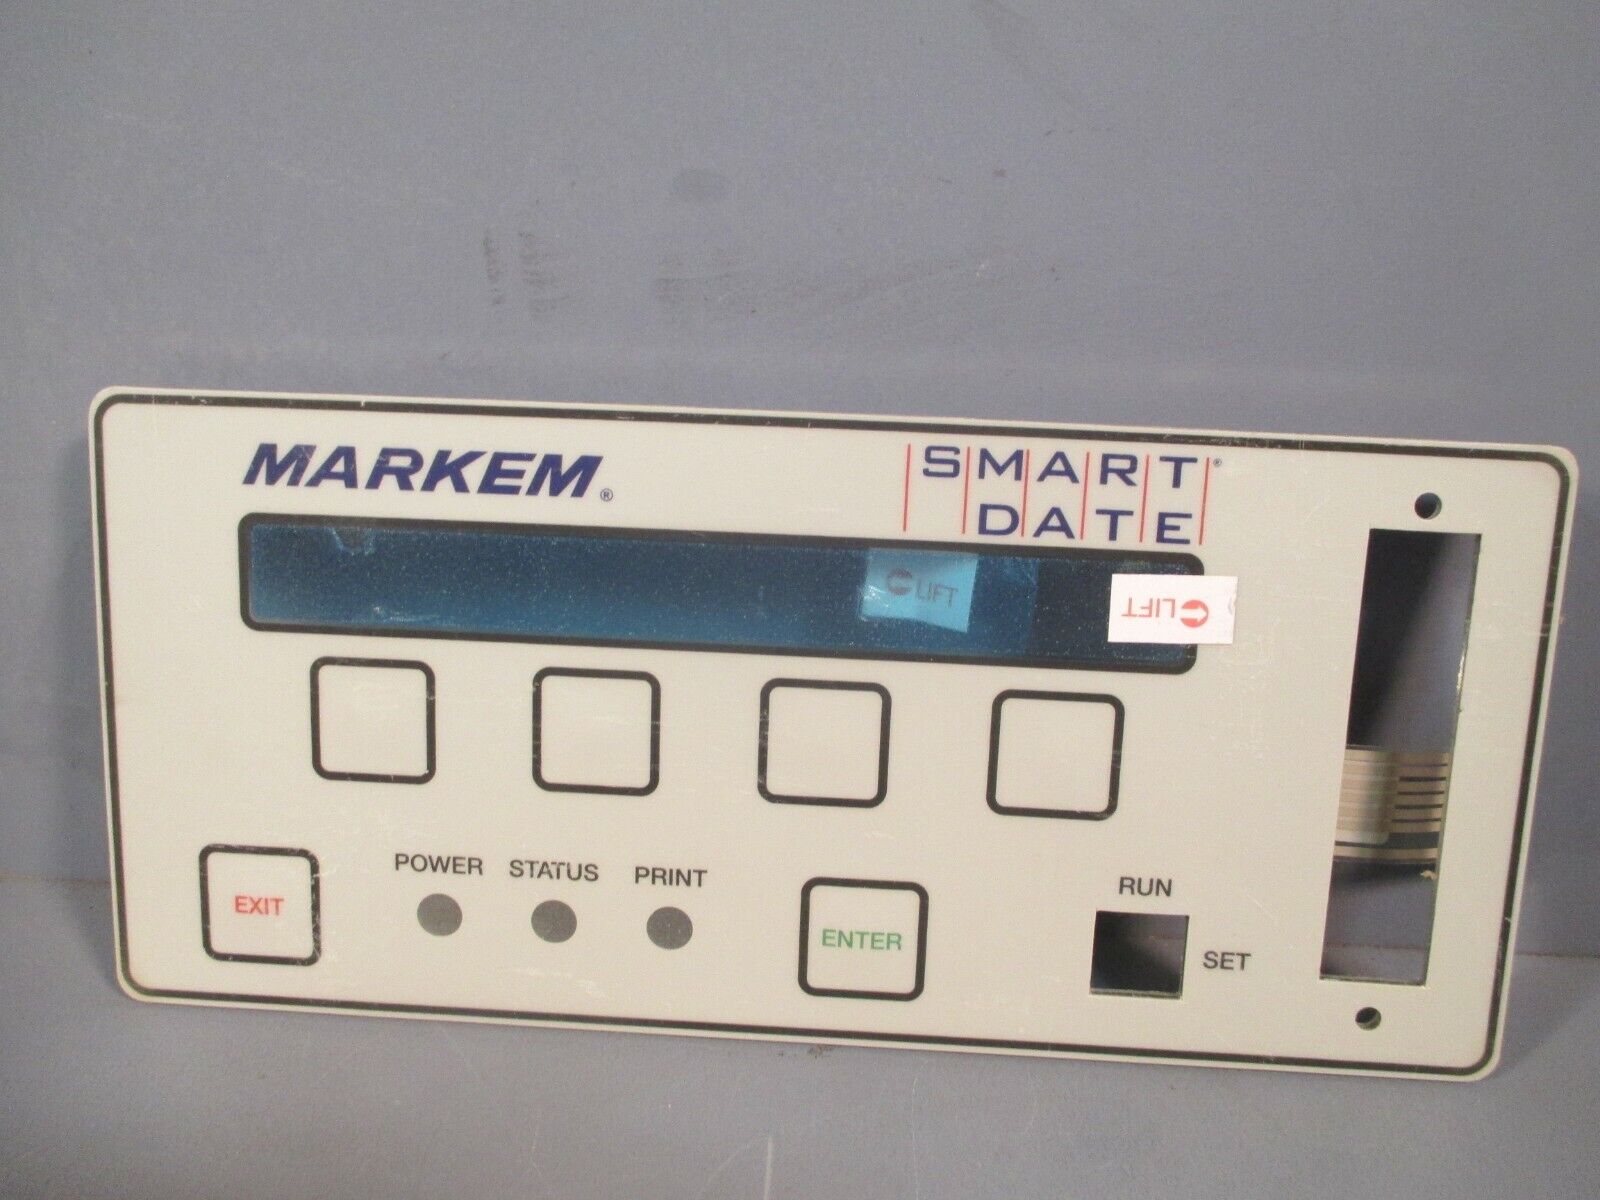 MARKEM®
SMART®
DATE
LIFT
LIFT
POWER STATUS PRINT
EXIT
ENTER
RUN
SET